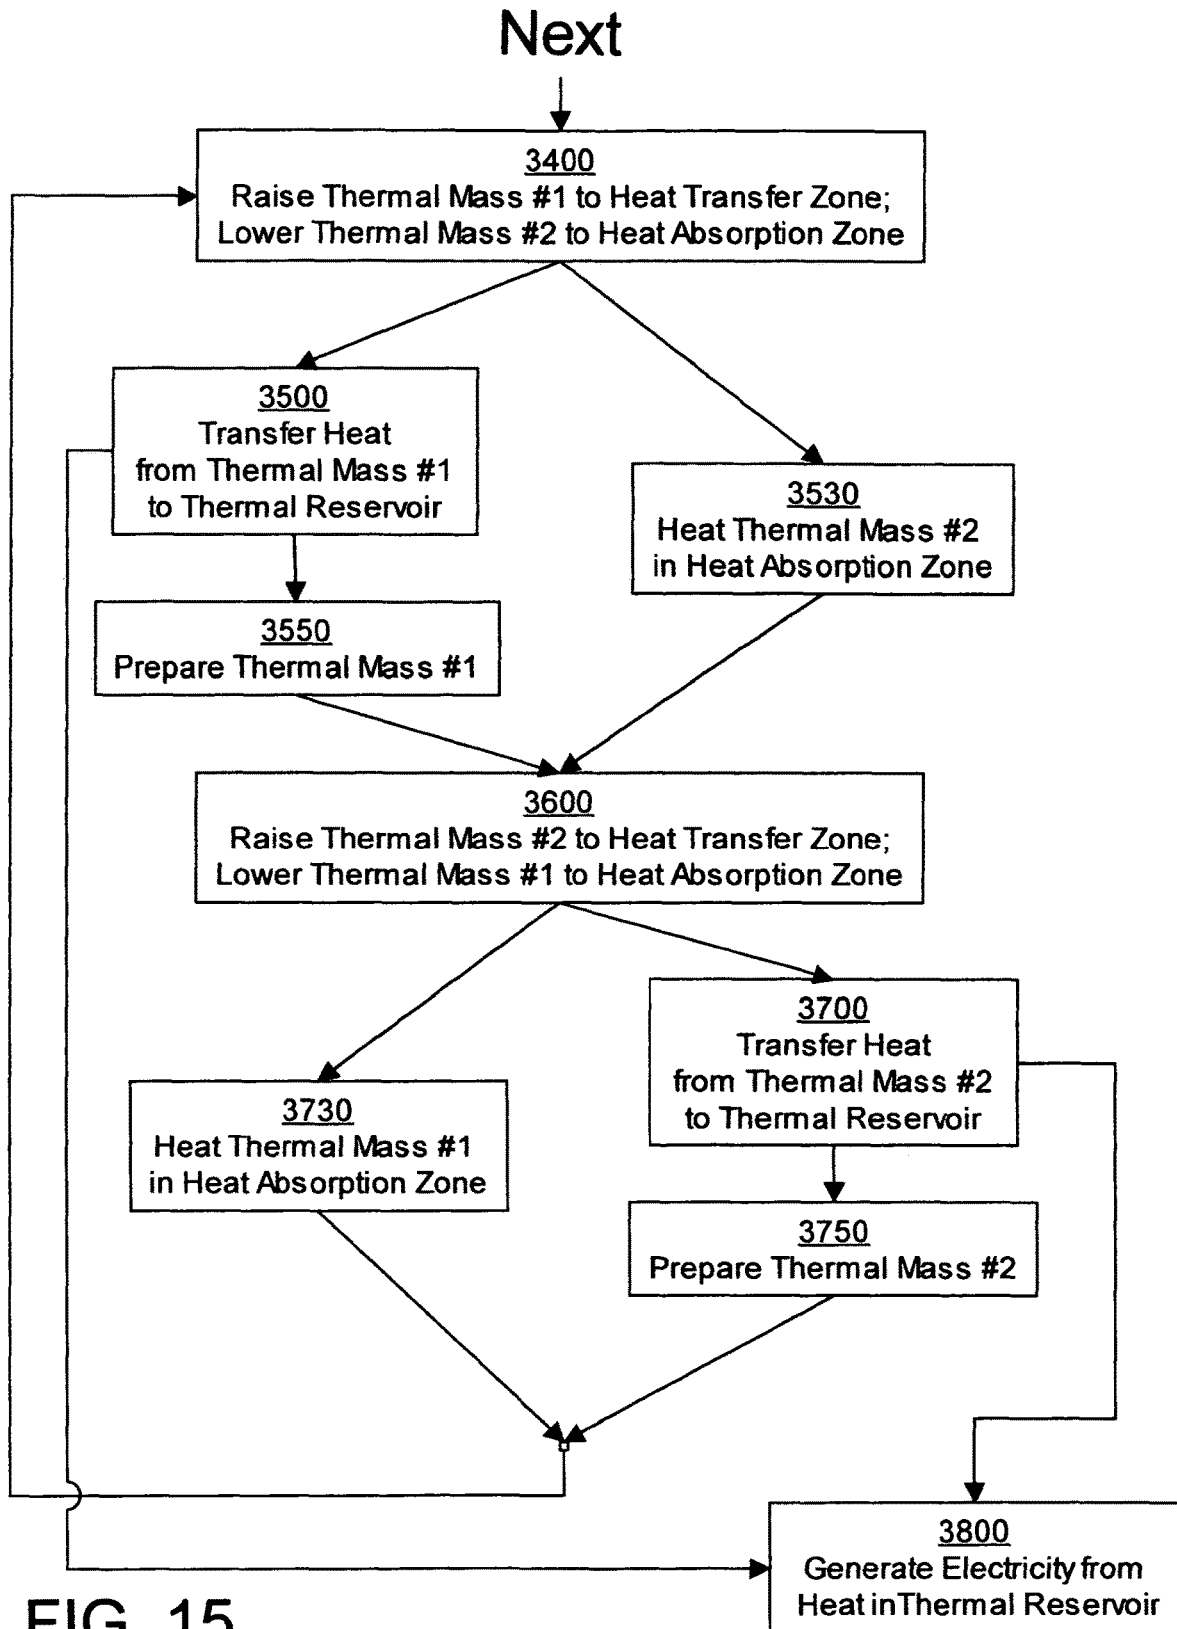 Next
3400
Raise Thermal Mass #1 to Heat Transfer Zone;
Lower Thermal Mass #2 to Heat Absorption Zone
3500
Transfer Heat
from Thermal Mass #1
to Thermal Reservoir
3530
Heat Thermal Mass #2
in Heat Absorption Zone
3550
Prepare Thermal Mass #1
3600
Raise Thermal Mass #2 to Heat Transfer Zone;
Lower Thermal Mass #1 to Heat Absorption Zone
3700
Transfer Heat
from Thermal Mass #2
to Thermal Reservoir
3730
Heat Thermal Mass #1
in Heat Absorption Zone
3750
Prepare Thermal Mass #2
3800
Generate Electricity from
Heat in Thermal Reservoir
FIG. 15